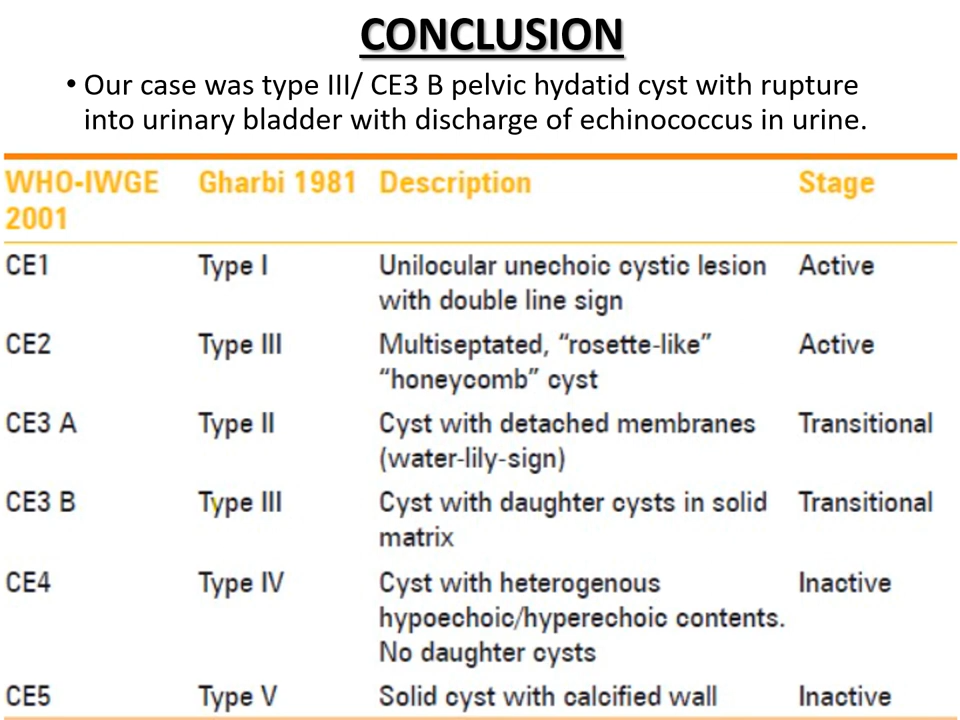 CONCLUSION
• Our case was type III/ CE3 B pelvic hydatid cyst with rupture
into urinary bladder with discharge of echinococcus in urine.
WHO-IWGE Gharbi 1981 Description Stage
2001
CE1 Type I Unilocular unechoic cystic lesion Active
with double line sign
CE2 Type III Multiseptated, “rosette-like” Active
“honeycomb” cyst
CE3 A Type II Cyst with detached membranes Transitional
(water-lily-sign)
CE3 B Type III Cyst with daughter cysts in solid Transitional
matrix
CE4 Type IV Cyst with heterogenous Inactive
hypoechoic/hyperechoic contents.
No daughter cysts
CE5 Type V Solid cyst with calcified wall Inactive